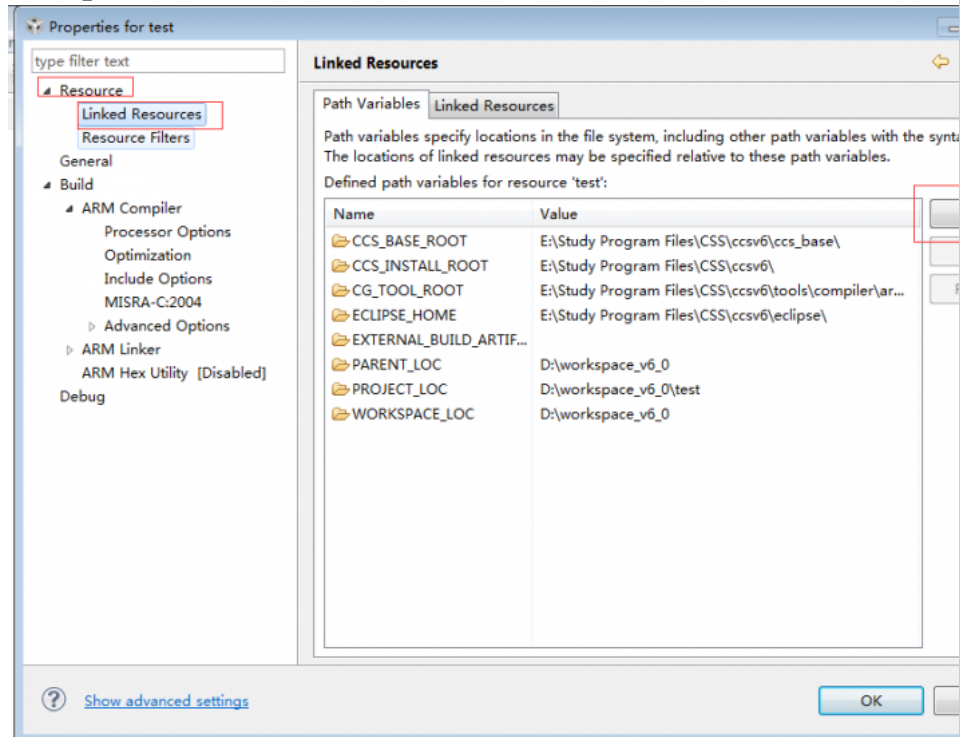 Properties for test
type filter text
Resource
Linked Resources
Resource Filters
General
Build
ARM Compiler
Processor Options
Optimization
Include Options
MISRA-C:2004
Advanced Options
ARM Linker
ARM Hex Utility [Disabled]
Debug
Linked Resources
Path Variables Linked Resources
Path variables specify locations in the file system, including other path variables with the
The locations of linked resources may be specified relative to these path variables.
Defined path variables for resource 'test':
Name Value
CCS_BASE_ROOT E:\Study Program Files\CSS\ccsv6\ccs_base\
CCS_INSTALL_ROOT E:\Study Program Files\CSS\ccsv6\
CG_TOOL_ROOT E:\Study Program Files\CSS\ccsv6\tools\compiler\ar...
ECLIPSE_HOME E:\Study Program Files\CSS\ccsv6\eclipse\
EXTERNAL_BUILD_ARTIF...
PARENT_LOC D:\workspace_v6_0
PROJECT_LOC D:\workspace_v6_0\test
WORKSPACE_LOC D:\workspace_v6_0
Show advanced settings
OK